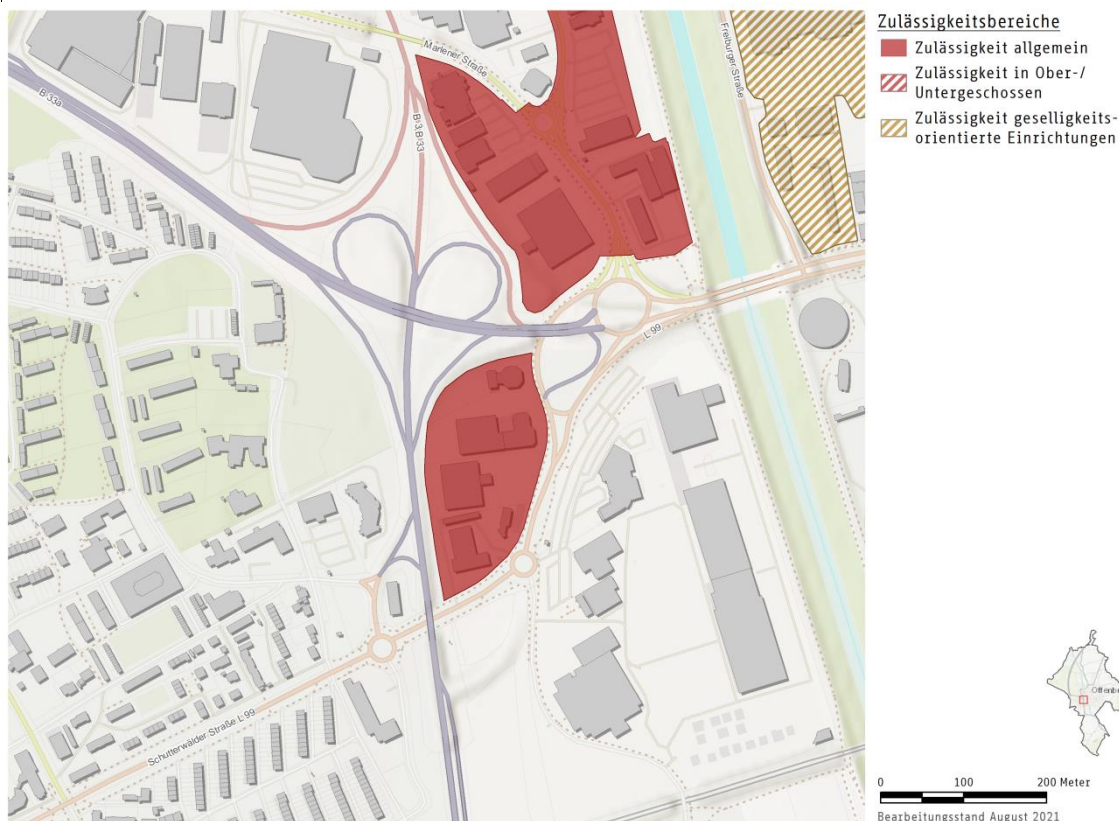 Zulässigkeitsbereiche
Zulässigkeit allgemein
Zulässigkeit in Ober-/
Untergeschossen
Zulässigkeit geselligkeits-
orientierte Einrichtungen
Marlener Straße
Freiburger Straße
B 33a
B 3;B 33
L 99
Schutterwälder Straße L 99
Offenb
0 100 200 Meter
Bearbeitungsstand August 2021